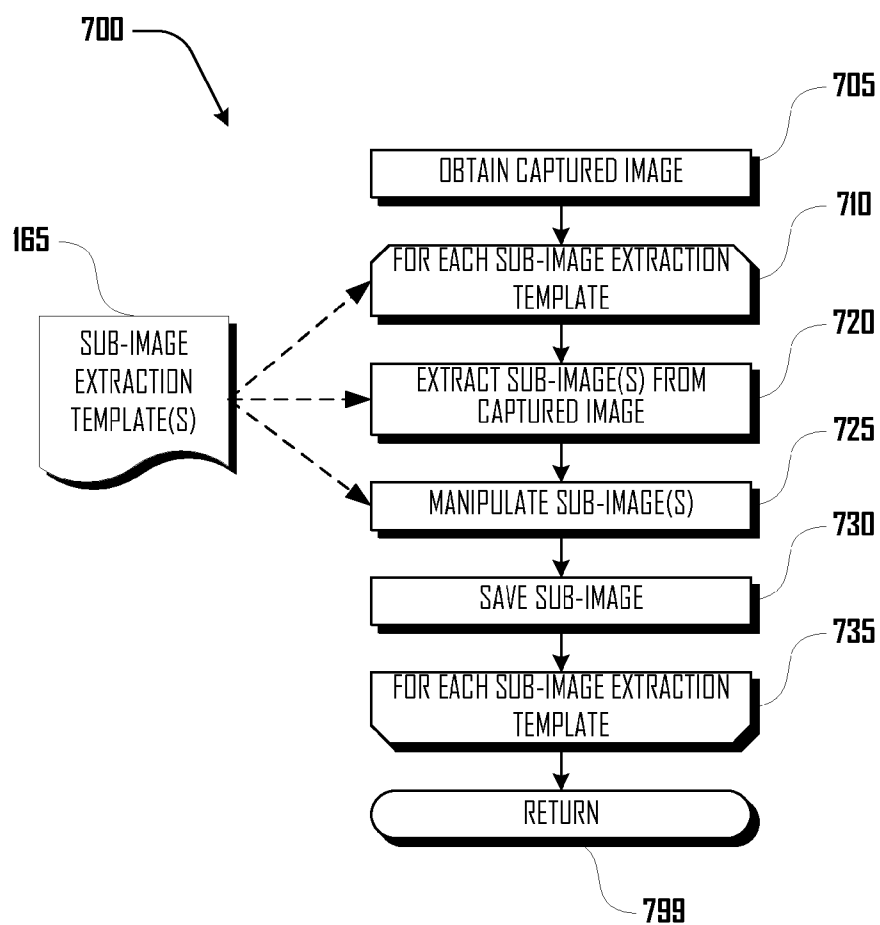 700
705
OBTAIN CAPTURED IMAGE
710
FOR EACH SUB-IMAGE EXTRACTION
TEMPLATE
165
SUB-IMAGE
EXTRACTION
TEMPLATE(S)
720
EXTRACT SUB-IMAGE(S) FROM
CAPTURED IMAGE
725
MANIPULATE SUB-IMAGE(S)
730
SAVE SUB-IMAGE
735
FOR EACH SUB-IMAGE EXTRACTION
TEMPLATE
RETURN
799